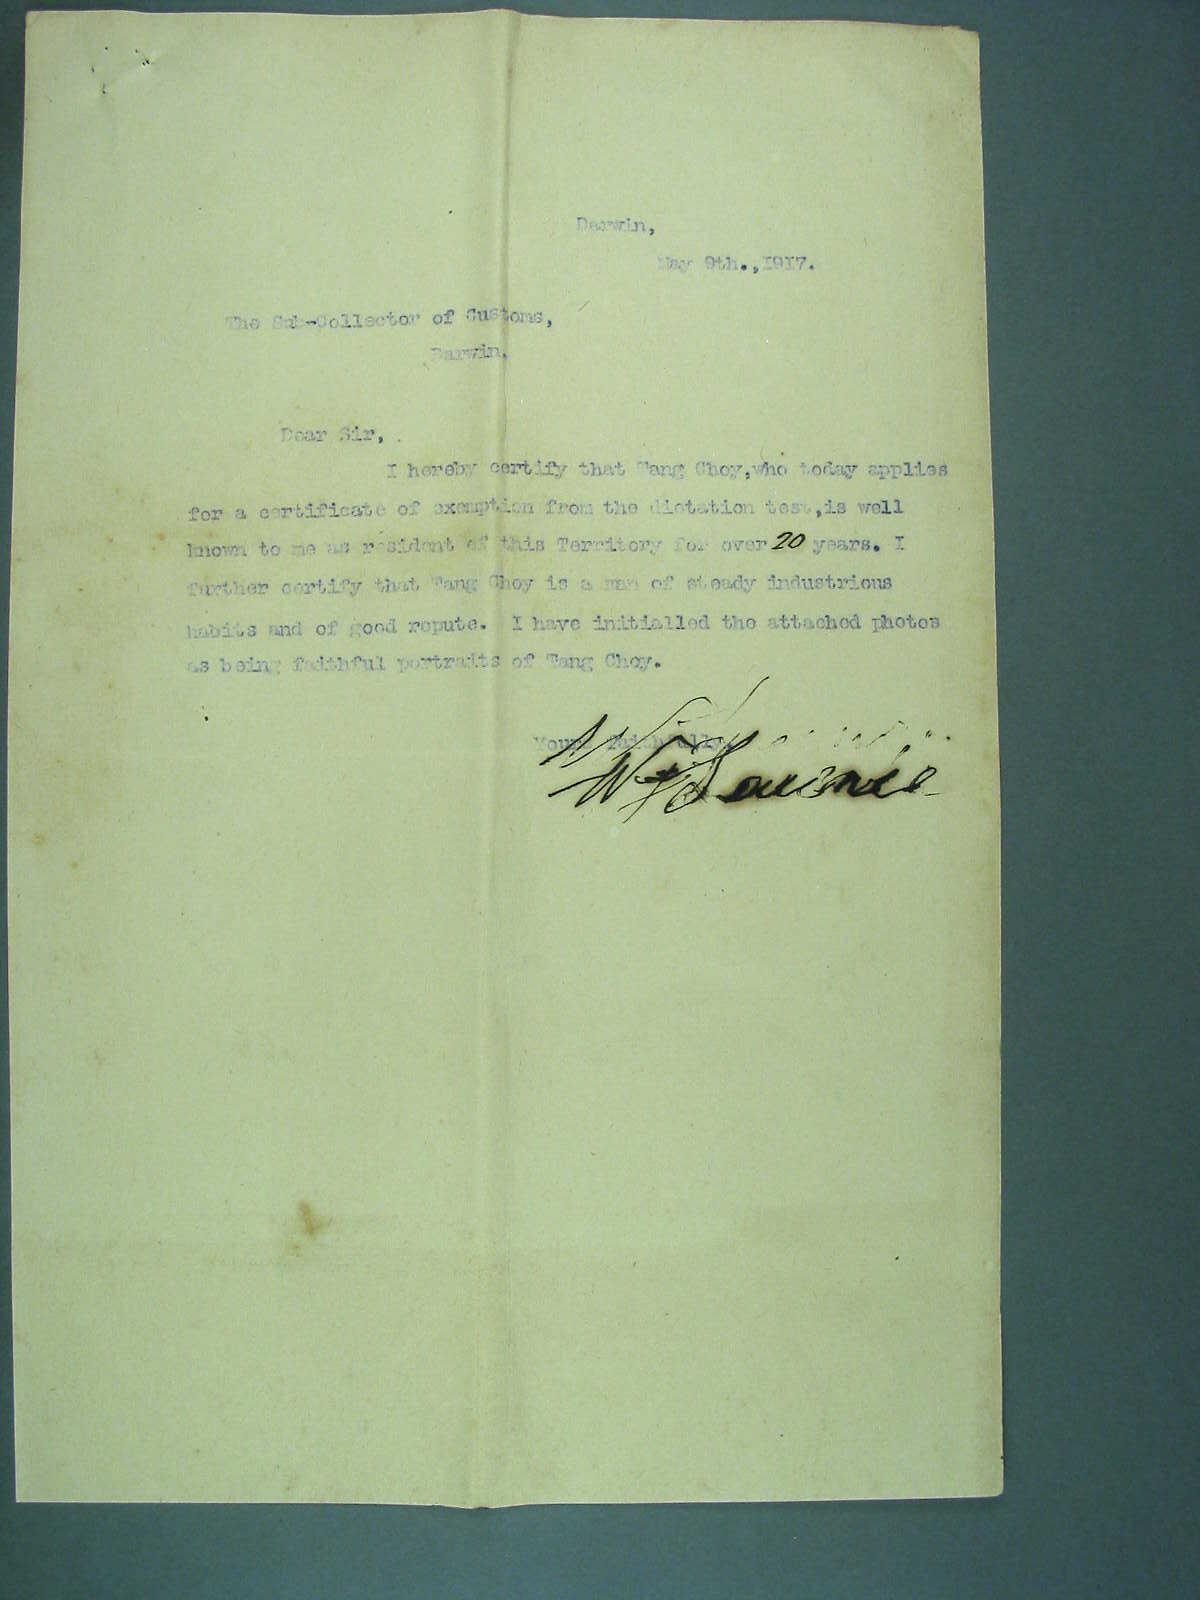 Darwin,
May 9th.,1917.
The Sub-Collector of Customs,
Darwin.
Dear Sir,
I hereby certify that Tang Choy,who today applies
for a certificate of exemption from the dictation test,is well
known to me as resident of this Territory for over 20 years. I
further certify that Tang Choy is a man of steady industrious
habits and of good repute. I have initialled the attached photos
as being faithful portraits of Tang Choy.
Yours faithfully,